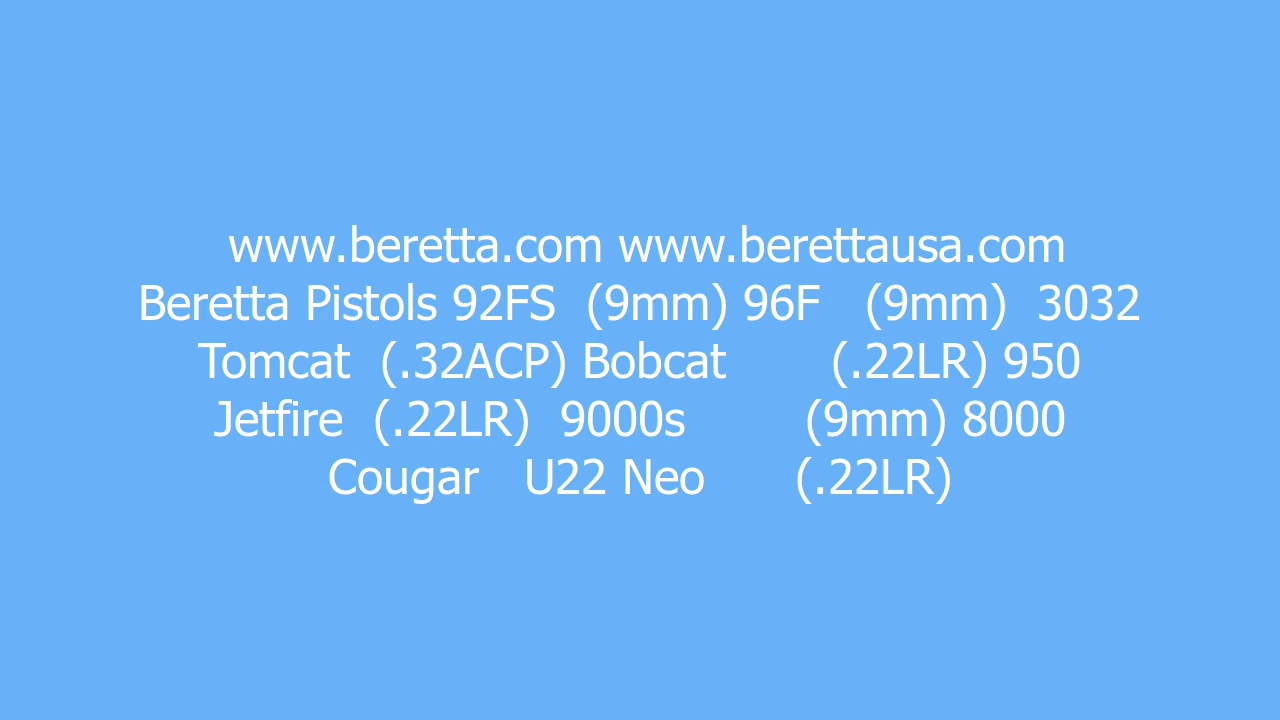 www.beretta.com www.berettausa.com
Beretta Pistols 92FS  (9mm) 96F   (9mm)  3032
Tomcat  (.32ACP) Bobcat       (.22LR) 950
Jetfire  (.22LR)  9000s        (9mm) 8000
Cougar   U22 Neo      (.22LR)